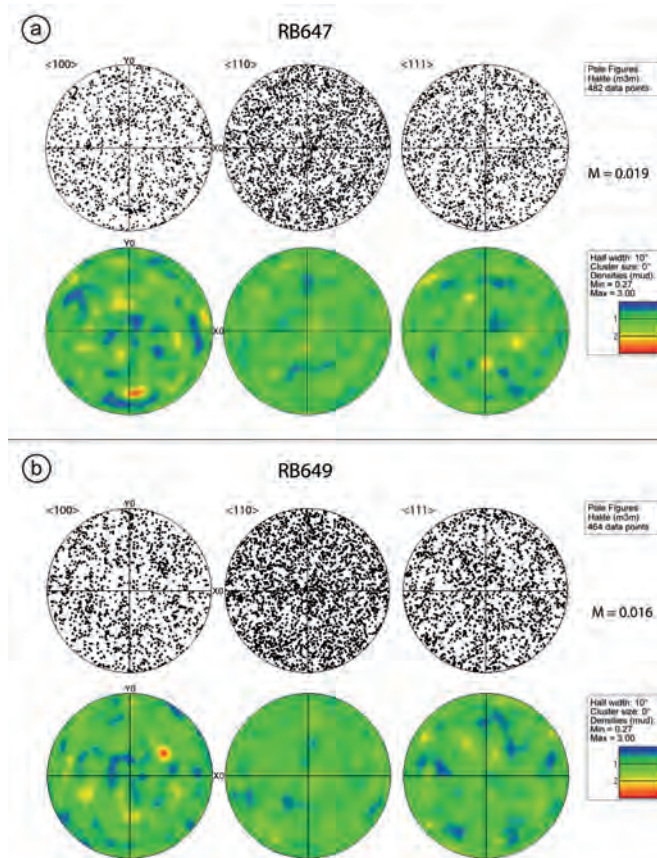 a
RB647
<100>
Y0
<110>
<111>
X0
Pole Figures
Halite (m3m)
482 data points
M = 0.019
Y0
X0
Half width: 10°
Cluster size: 0°
Densities (mud):
Min = 0.27
Max = 3.00
1
2
b
RB649
<100>
Y0
<110>
<111>
X0
Pole Figures
Halite (m3m)
464 data points
M = 0.016
Y0
X0
Half width: 10°
Cluster size: 0°
Densities (mud):
Min = 0.27
Max = 3.00
1
2